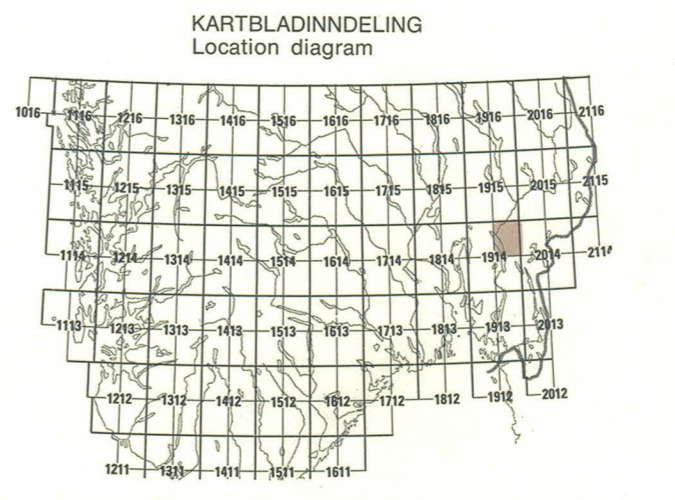 KARTBLADINNDELING
Location diagram
1016 1116 1216 1316 1416 1516 1616 1716 1816 1916 2016 2116
1115 1215 1315 1415 1515 1615 1715 1815 1915 2015 2115
1114 1214 1314 1414 1514 1614 1714 1814 1914 2014 2114
1113 1213 1313 1413 1513 1613 1713 1813 1913 2013
1212 1312 1412 1512 1612 1712 1812 1912 2012
1211 1311 1411 1511 1611